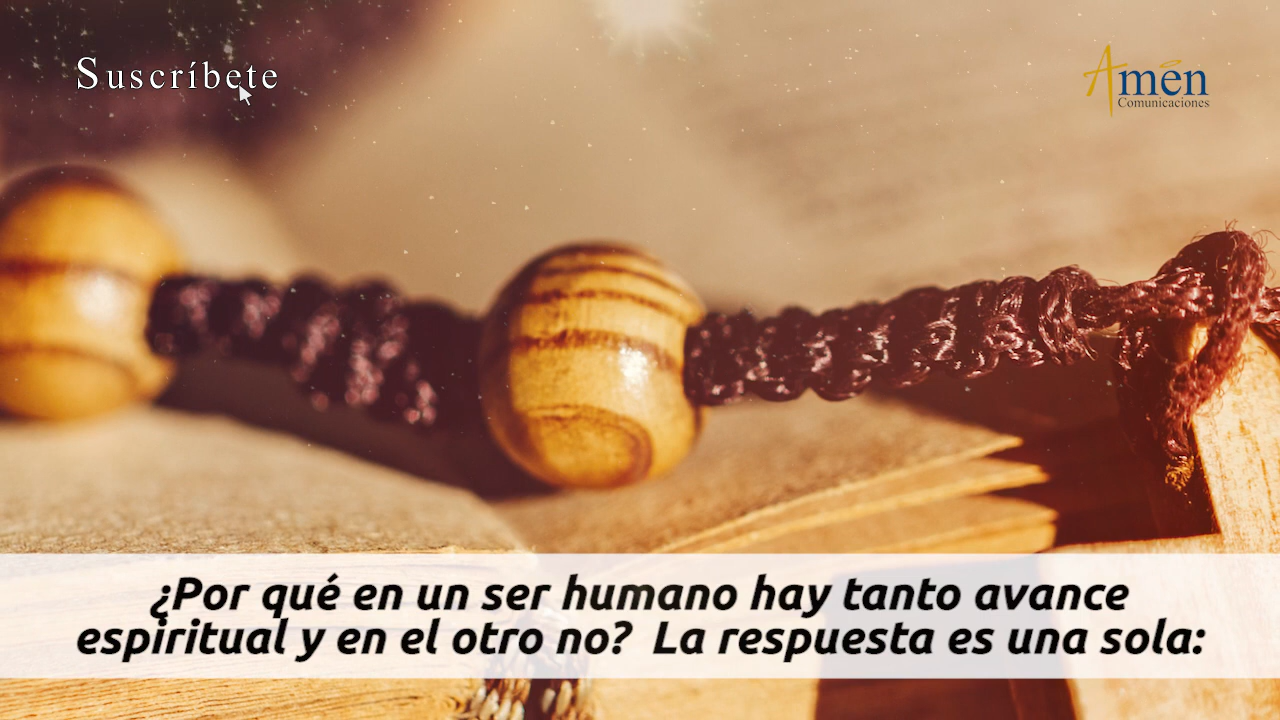 Suscríbete
Amén
Comunicaciones
¿Por qué en un ser humano hay tanto avance
espiritual y en el otro no? La respuesta es una sola: